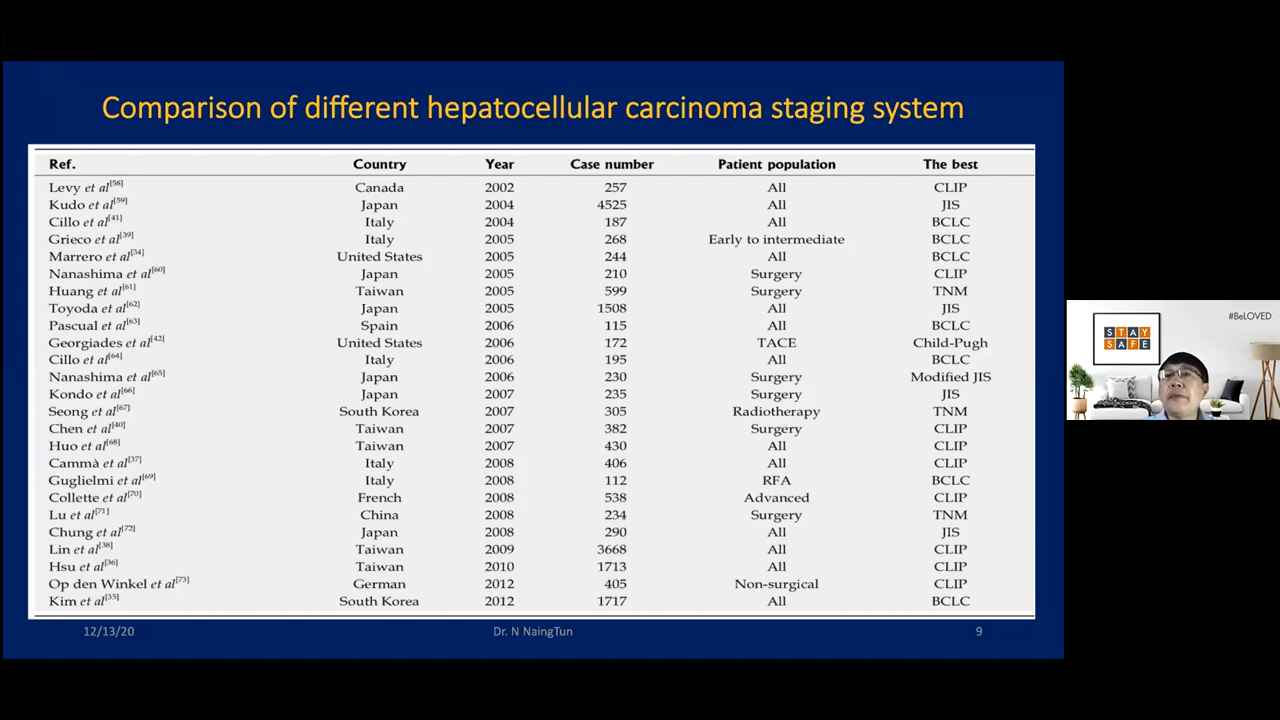 Comparison of different hepatocellular carcinoma staging system
Ref. Country Year Case number Patient population The best
Levy et al[58] Canada 2002 257 All CLIP
Kudo et al[59] Japan 2004 4525 All JIS
Cillo et al[41] Italy 2004 187 All BCLC
Grieco et al[39] Italy 2005 268 Early to intermediate BCLC
Marrero et al[34] United States 2005 244 All BCLC
Nanashima et al[60] Japan 2005 210 Surgery CLIP
Huang et al[61] Taiwan 2005 599 Surgery TNM
Toyoda et al[62] Japan 2005 1508 All JIS
Pascual et al[63] Spain 2006 115 All BCLC
Georgiades et al[42] United States 2006 172 TACE Child-Pugh
Cillo et al[64] Italy 2006 195 All BCLC
Nanashima et al[65] Japan 2006 230 Surgery Modified JIS
Kondo et al[66] Japan 2007 235 Surgery JIS
Seong et al[67] South Korea 2007 305 Radiotherapy TNM
Chen et al[40] Taiwan 2007 382 Surgery CLIP
Huo et al[68] Taiwan 2007 430 All CLIP
Cammà et al[37] Italy 2008 406 All CLIP
Guglielmi et al[69] Italy 2008 112 RFA BCLC
Collette et al[70] French 2008 538 Advanced CLIP
Lu et al[71] China 2008 234 Surgery TNM
Chung et al[72] Japan 2008 290 All JIS
Lin et al[38] Taiwan 2009 3668 All CLIP
Hsu et al[36] Taiwan 2010 1713 All CLIP
Op den Winkel et al[73] German 2012 405 Non-surgical CLIP
Kim et al[35] South Korea 2012 1717 All BCLC
12/13/20 Dr. N NaingTun 9
#BeLOVED
STAY
SAFE